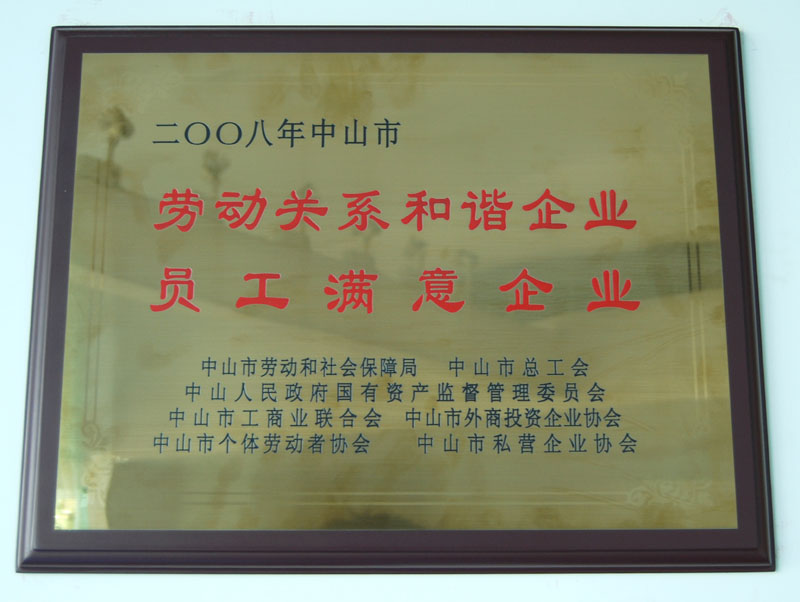 二〇〇八年中山市
劳动关系和谐企业
员工满意企业
中山市劳动和社会保障局 中山市总工会
中山人民政府国有资产监督管理委员会
中山市工商业联合会 中山市外商投资企业协会
中山市个体劳动者协会 中山市私营企业协会